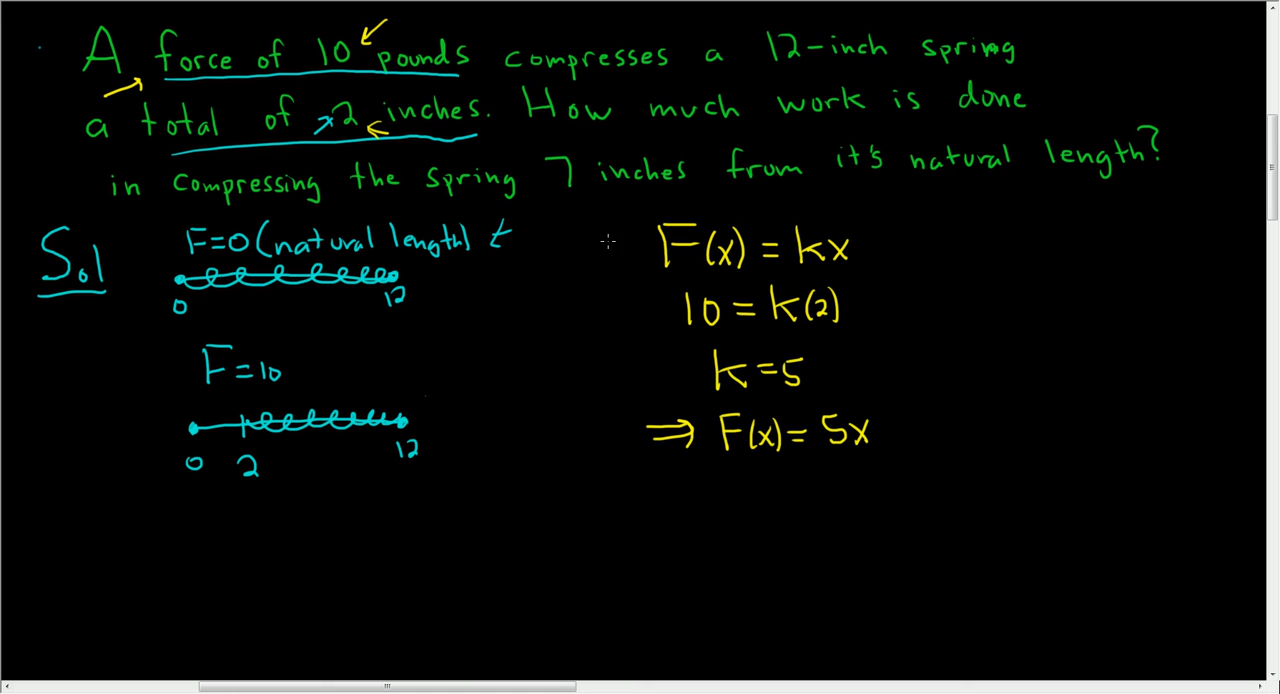 A force of 10 pounds compresses a 12-inch spring
a total of 2 inches. How much work is done
in compressing the spring 7 inches from it's natural length?
Sol
F=0 (natural length)
0 12
F=10
0 2 12
F(x) = kx
10 = k(2)
k=5
⇒ F(x) = 5x